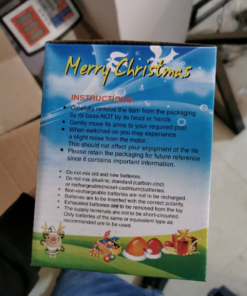 Merry Christmas
INSTRUCTIONS:
• Carefully remove the item from the packaging
by its base NOT by its head or hands
• Gently move its arms to your required pose
• When switched on you may experience
a slight noise from the motor.
This should not effect your enjoyment of the
• Please retain the packaging for future reference
since it contains important information.
• Do not mix old and new batteries.
• Do not mix alkaline, standard (carbon-zinc)
or rechargeable(nickel-cadmium)batteries.
• Non-rechargeable batteries are not to be recharged.
• Batteries are to be inserted with the correct polarity.
• Exhausted batteries are to be removed from the toy.
• The supply terminals are not to be short-circuited.
Only batteries of the same or equivalent type as
recommended are to be used.